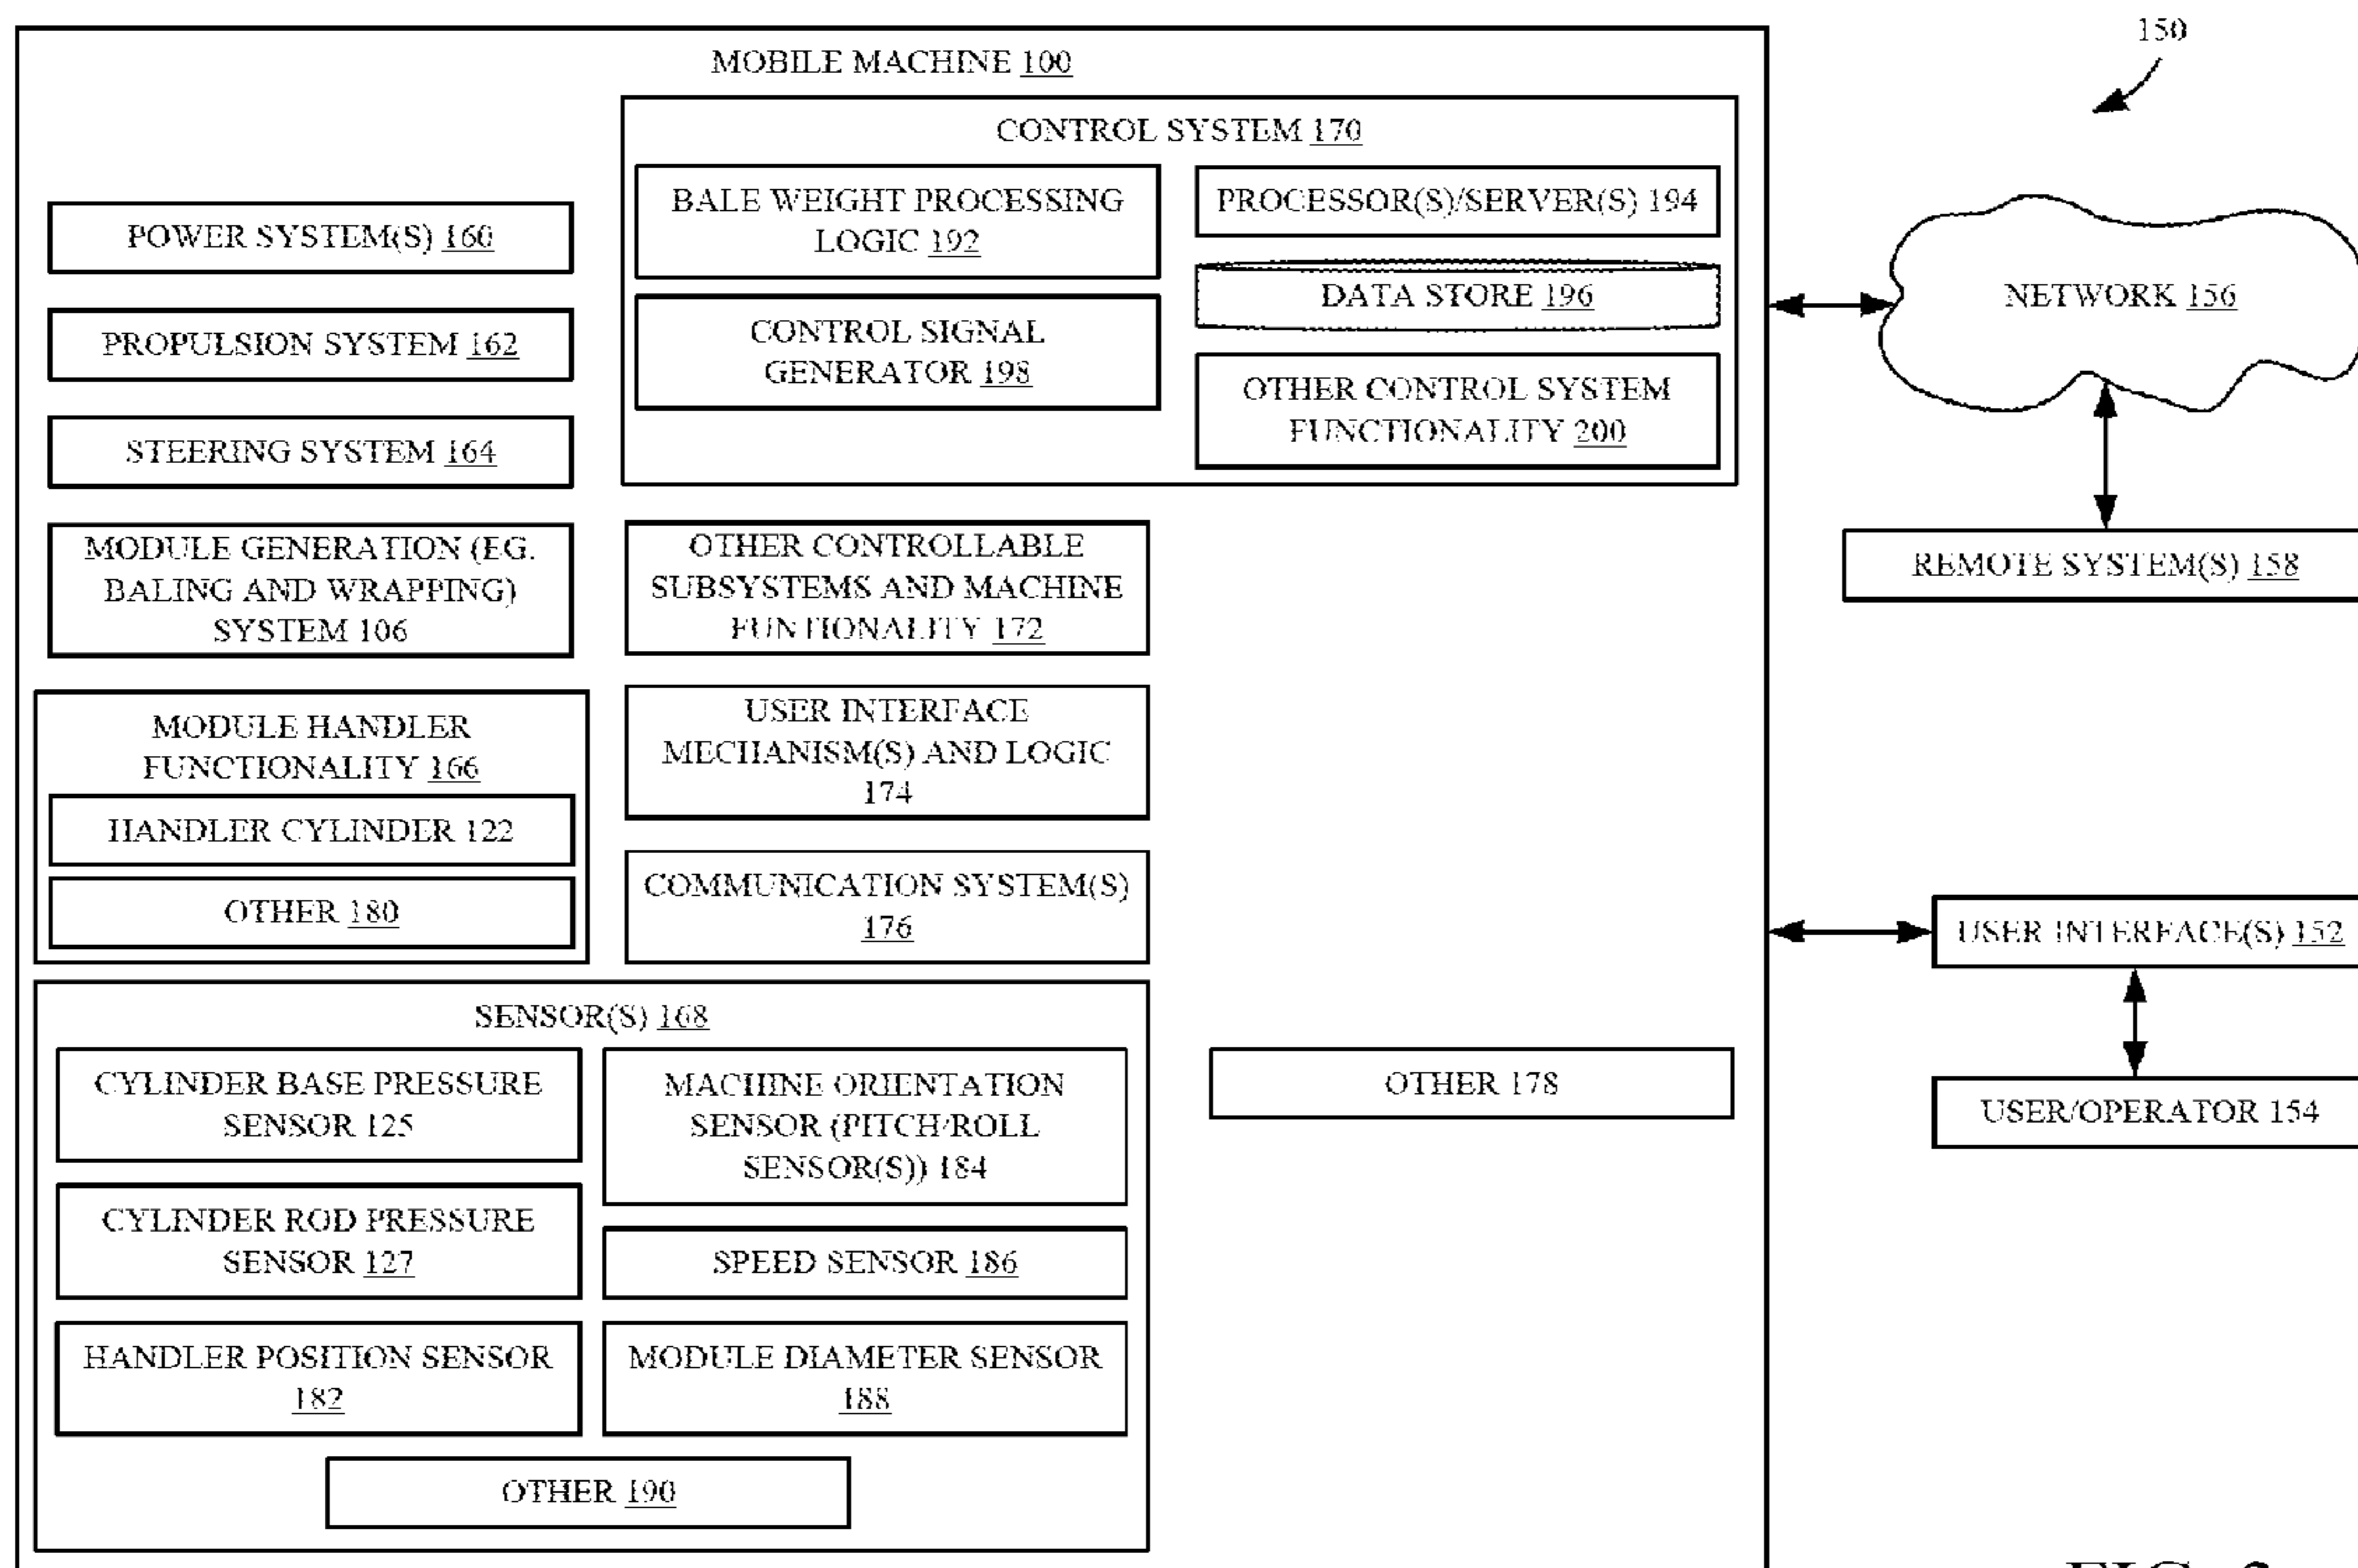 150
MOBILE MACHINE 100
CONTROL SYSTEM 170
BALE WEIGHT PROCESSING
LOGIC 192
PROCESSOR(S)/SERVER(S) 194
DATA STORE 196
CONTROL SIGNAL
GENERATOR 198
OTHER CONTROL SYSTEM
FUNCTIONALITY 200
POWER SYSTEM(S) 160
PROPULSION SYSTEM 162
STEERING SYSTEM 164
MODULE GENERATION (EG.
BALING AND WRAPPING)
SYSTEM 106
OTHER CONTROLLABLE
SUBSYSTEMS AND MACHINE
FUNTIONALITY 172
MODULE HANDLER
FUNCTIONALITY 166
HANDLER CYLINDER 122
OTHER 180
USER INTERFACE
MECHANISM(S) AND LOGIC
174
COMMUNICATION SYSTEM(S)
176
SENSOR(S) 168
CYLINDER BASE PRESSURE
SENSOR 125
MACHINE ORIENTATION
SENSOR (PITCH/ROLL
SENSOR(S)) 184
CYLINDER ROD PRESSURE
SENSOR 127
SPEED SENSOR 186
HANDLER POSITION SENSOR
182
MODULE DIAMETER SENSOR
188
OTHER 190
OTHER 178
NETWORK 156
REMOTE SYSTEM(S) 158
USER INTERFACE(S) 152
USER/OPERATOR 154